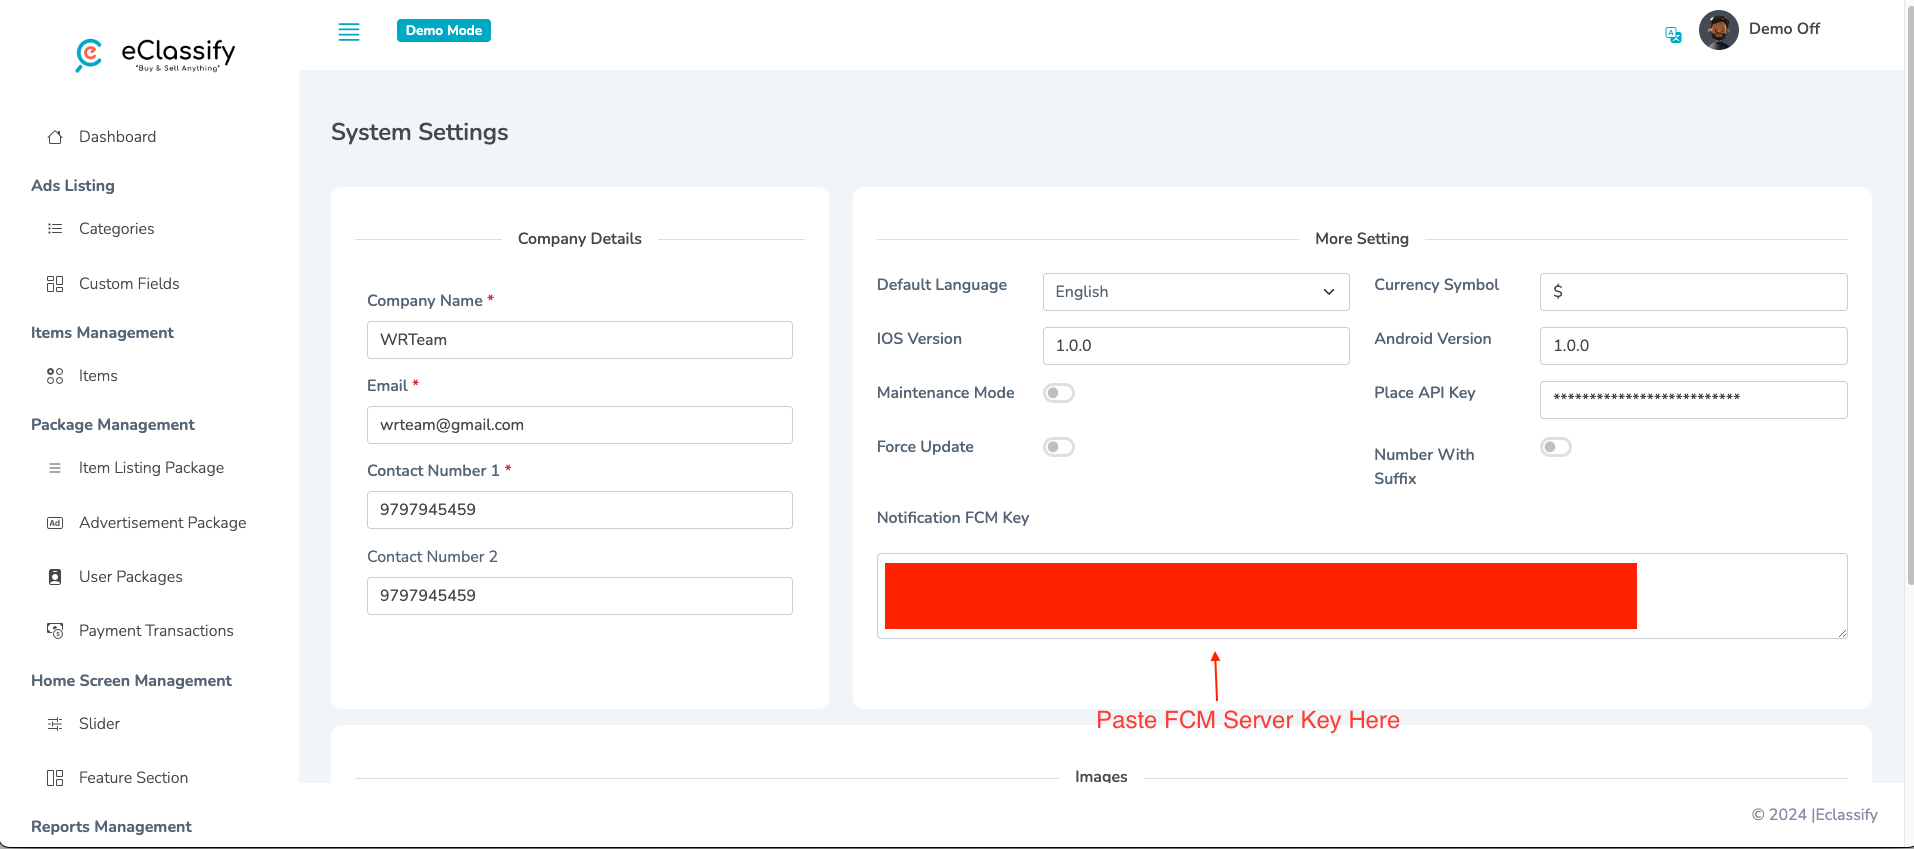 eClassify
"Buy & Sell Anything"
Demo Mode
Demo Off
Dashboard
Ads Listing
Categories
Custom Fields
Items Management
Items
Package Management
Item Listing Package
Ad
Advertisement Package
User Packages
Payment Transactions
Home Screen Management
Slider
Feature Section
Reports Management
System Settings
Company Details
Company Name *
WRTeam
Email *
wrteam@gmail.com
Contact Number 1 *
9797945459
Contact Number 2
9797945459
More Setting
Default Language
English
Currency Symbol
$
IOS Version
1.0.0
Android Version
1.0.0
Maintenance Mode
Place API Key
**************************
Force Update
Number With
Suffix
Notification FCM Key
Paste FCM Server Key Here
Images
© 2024 |Eclassify